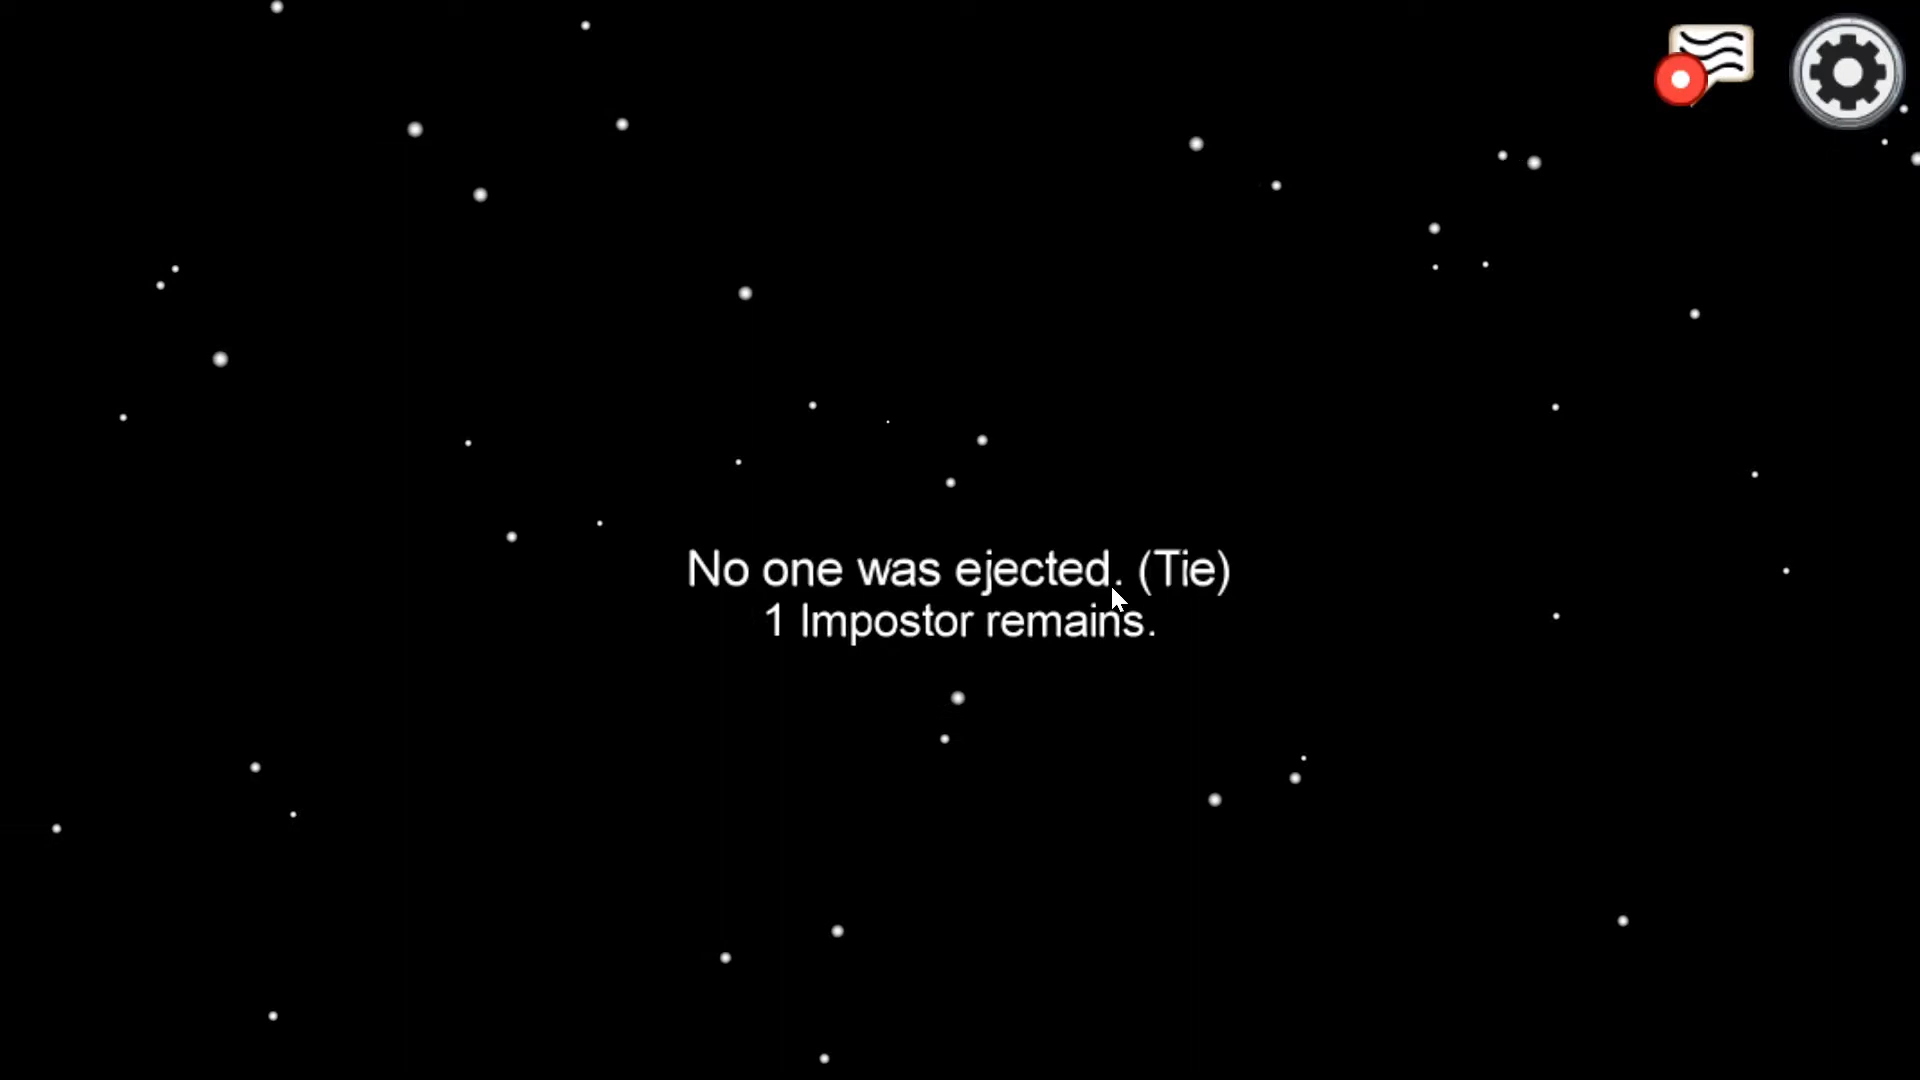 No one was ejected. (Tie)
1 Impostor remains.